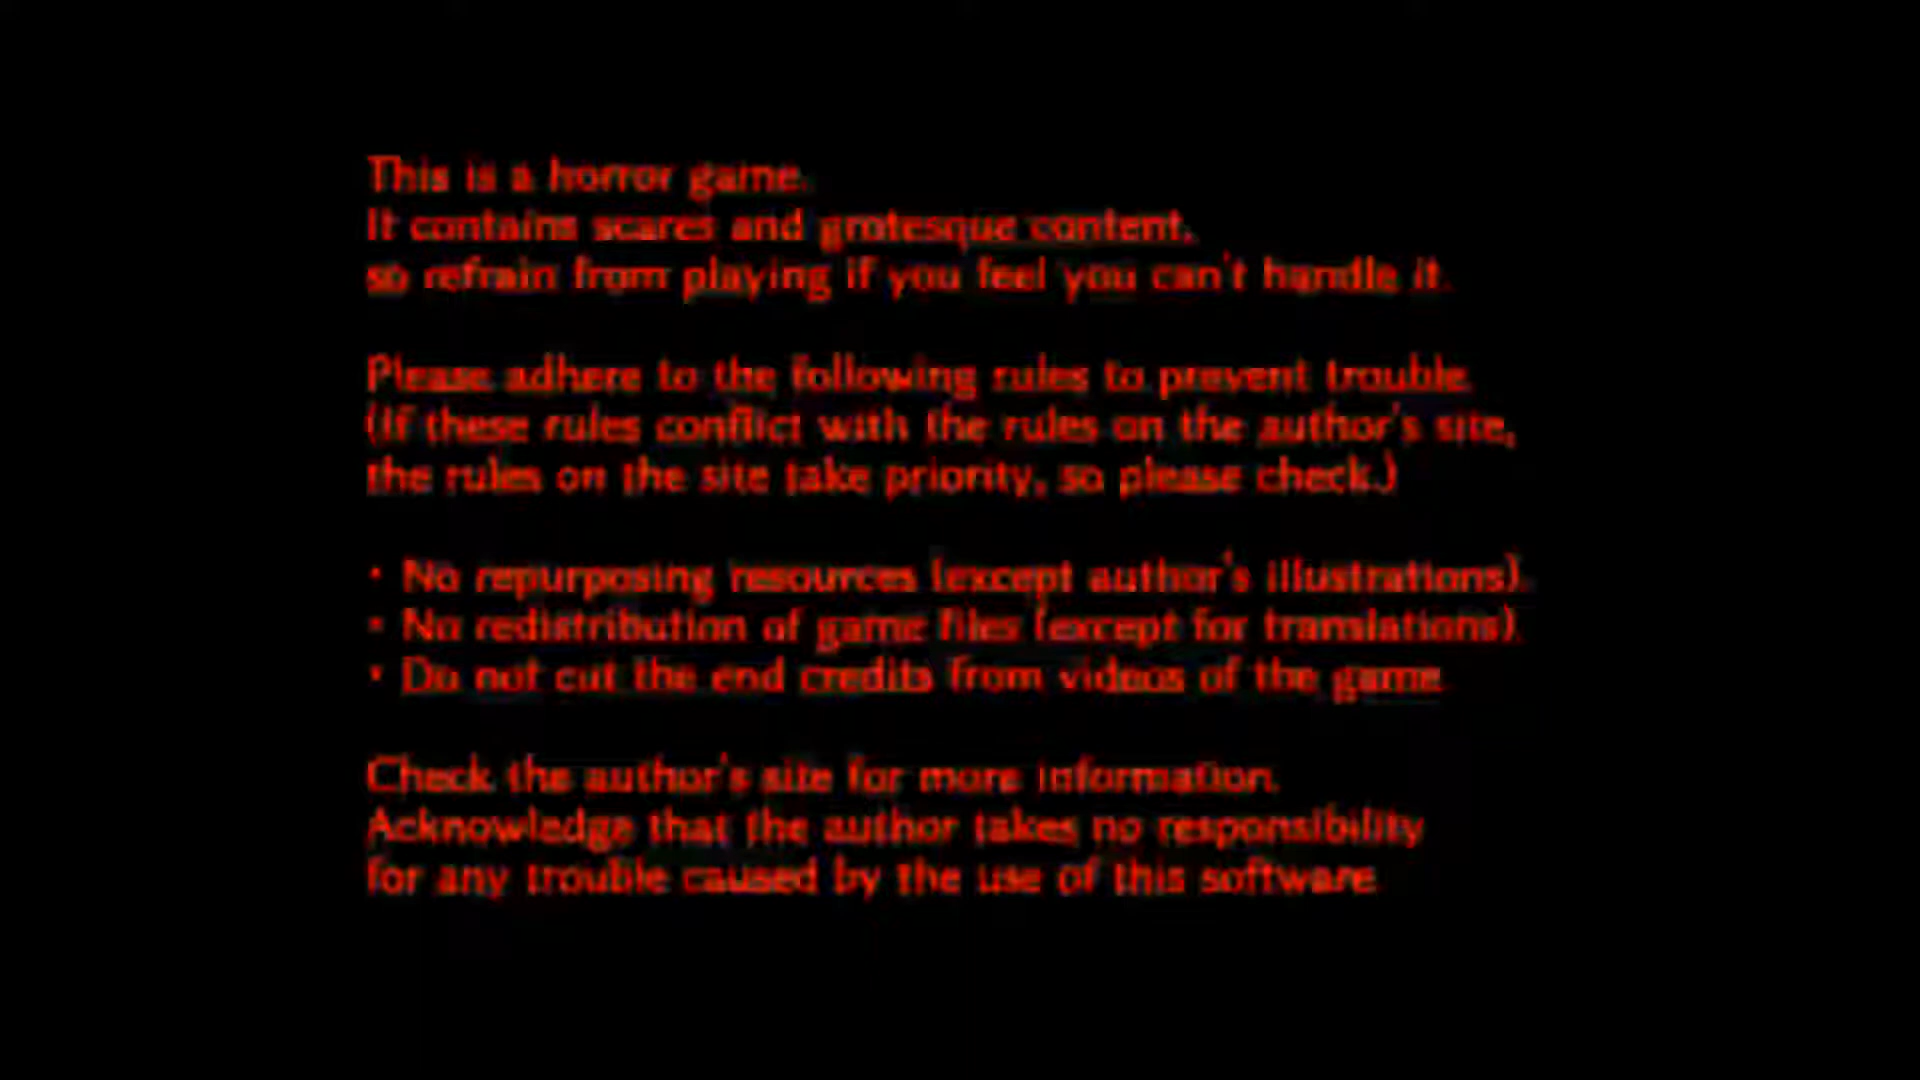 This is a horror game.
It contains scares and grotesque content,
so refrain from playing if you feel you can't handle it.
Please adhere to the following rules to prevent trouble.
(If these rules conflict with the rules on the author's site,
the rules on the site take priority, so please check.)
・ No repurposing resources (except author's illustrations).
・ No redistribution of game files (except for translations).
・ Do not cut the end credits from videos of the game.
Check the author's site for more information.
Acknowledge that the author takes no responsibility
for any trouble caused by the use of this software.